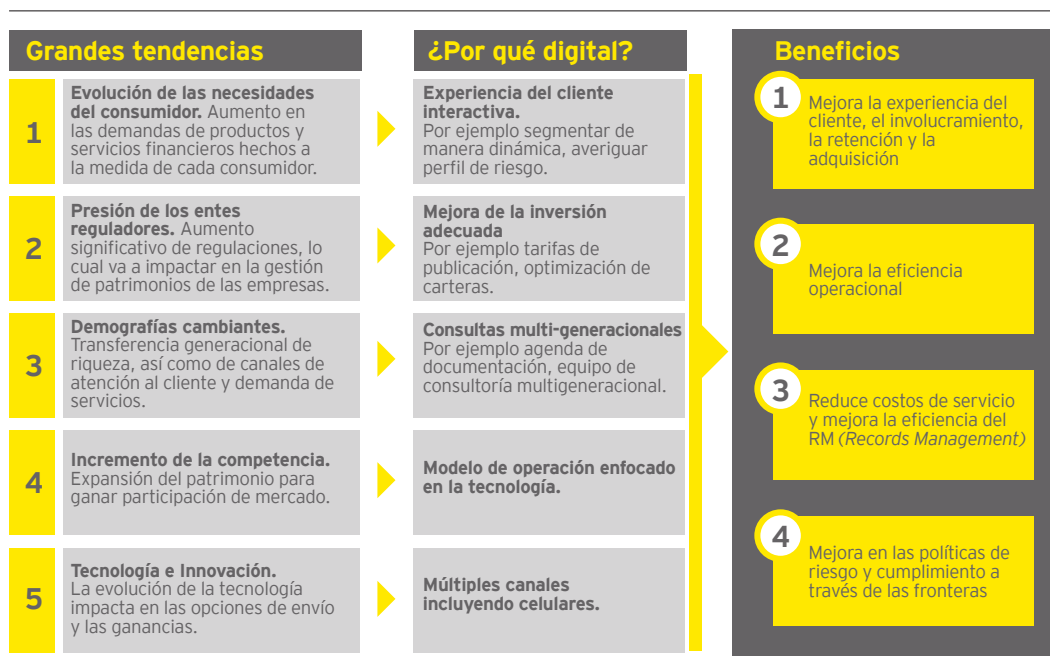 Grandes tendencias
¿Por qué digital?
Beneficios
1
Evolución de las necesidades
del consumidor. Aumento en
las demandas de productos y
servicios financieros hechos a
la medida de cada consumidor.
Experiencia del cliente
interactiva.
Por ejemplo segmentar de
manera dinámica, averiguar
perfil de riesgo.
2
Presión de los entes
reguladores. Aumento
significativo de regulaciones, lo
cual va a impactar en la gestión
de patrimonios de las empresas.
Mejora de la inversión
adecuada
Por ejemplo tarifas de
publicación, optimización de
carteras.
3
Demografías cambiantes.
Transferencia generacional de
riqueza, así como de canales de
atención al cliente y demanda de
servicios.
Consultas multi-generacionales
Por ejemplo agenda de
documentación, equipo de
consultoría multigeneracional.
4
Incremento de la competencia.
Expansión del patrimonio para
ganar participación de mercado.
Modelo de operación enfocado
en la tecnología.
5
Tecnología e Innovación.
La evolución de la tecnología
impacta en las opciones de envío
y las ganancias.
Múltiples canales
incluyendo celulares.
1
Mejora la experiencia del
cliente, el involucramiento,
la retención y la
adquisición
2
Mejora la eficiencia
operacional
3
Reduce costos de servicio
y mejora la eficiencia del
RM (Records Management)
4
Mejora en las políticas de
riesgo y cumplimiento a
través de las fronteras